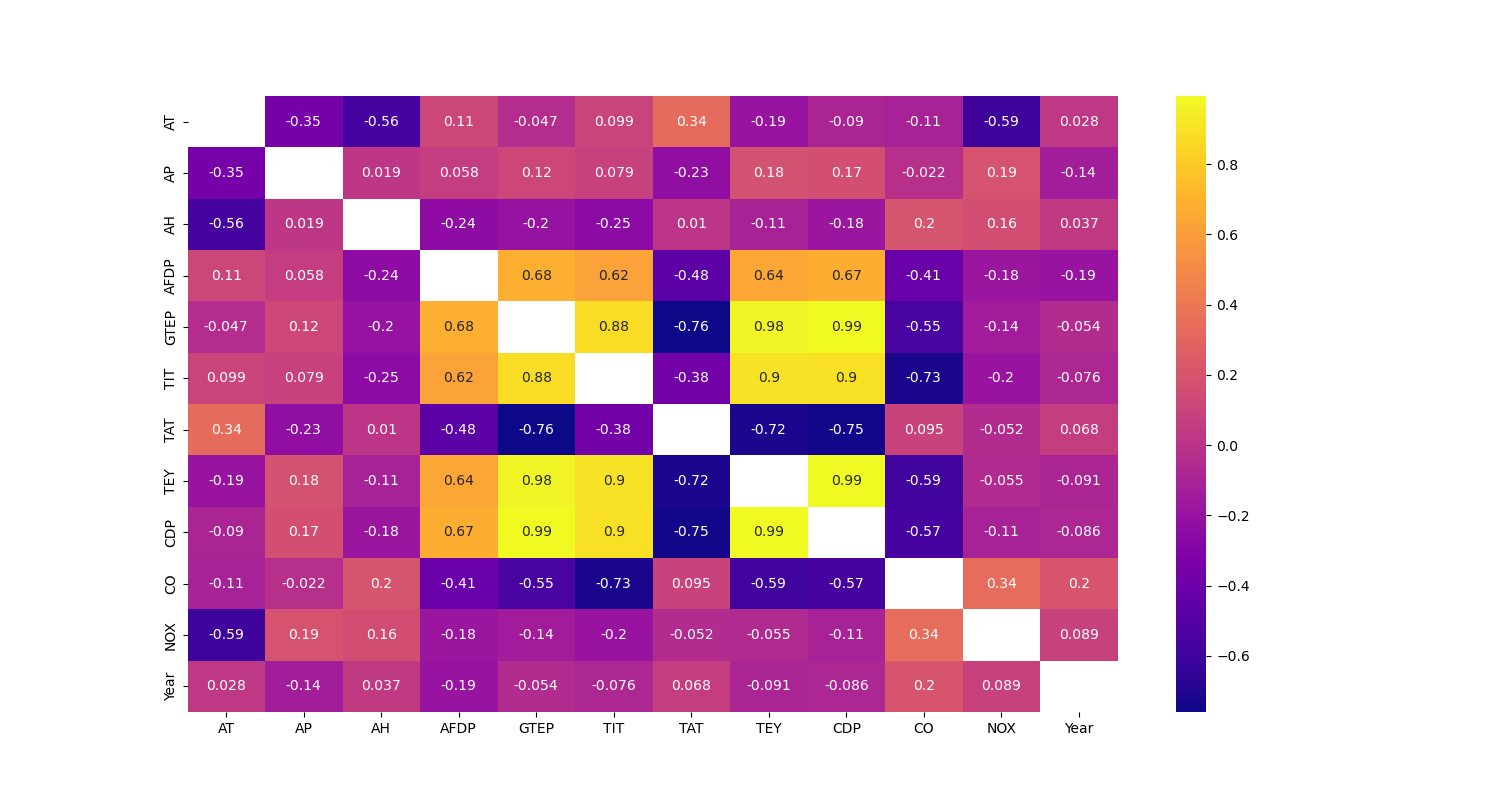 AT -0.35 -0.56 0.11 -0.047 0.099 0.34 -0.19 -0.09 -0.11 -0.59 0.028
AP -0.35 0.019 0.058 0.12 0.079 -0.23 0.18 0.17 -0.022 0.19 -0.14
AH -0.56 0.019 -0.24 -0.2 -0.25 0.01 -0.11 -0.18 0.2 0.16 0.037
AFDP 0.11 0.058 -0.24 0.68 0.62 -0.48 0.64 0.67 -0.41 -0.18 -0.19
GTEP -0.047 0.12 -0.2 0.68 0.88 -0.76 0.98 0.99 -0.55 -0.14 -0.054
TIT 0.099 0.079 -0.25 0.62 0.88 -0.38 0.9 0.9 -0.73 -0.2 -0.076
TAT 0.34 -0.23 0.01 -0.48 -0.76 -0.38 -0.72 -0.75 0.095 -0.052 0.068
TEY -0.19 0.18 -0.11 0.64 0.98 0.9 -0.72 0.99 -0.59 -0.055 -0.091
CDP -0.09 0.17 -0.18 0.67 0.99 0.9 -0.75 0.99 -0.57 -0.11 -0.086
CO -0.11 -0.022 0.2 -0.41 -0.55 -0.73 0.095 -0.59 -0.57 0.34 0.2
NOX -0.59 0.19 0.16 -0.18 -0.14 -0.2 -0.052 -0.055 -0.11 0.34 0.089
Year 0.028 -0.14 0.037 -0.19 -0.054 -0.076 0.068 -0.091 -0.086 0.2 0.089
AT AP AH AFDP GTEP TIT TAT TEY CDP CO NOX Year
0.8
0.6
0.4
0.2
0.0
−0.2
−0.4
−0.6